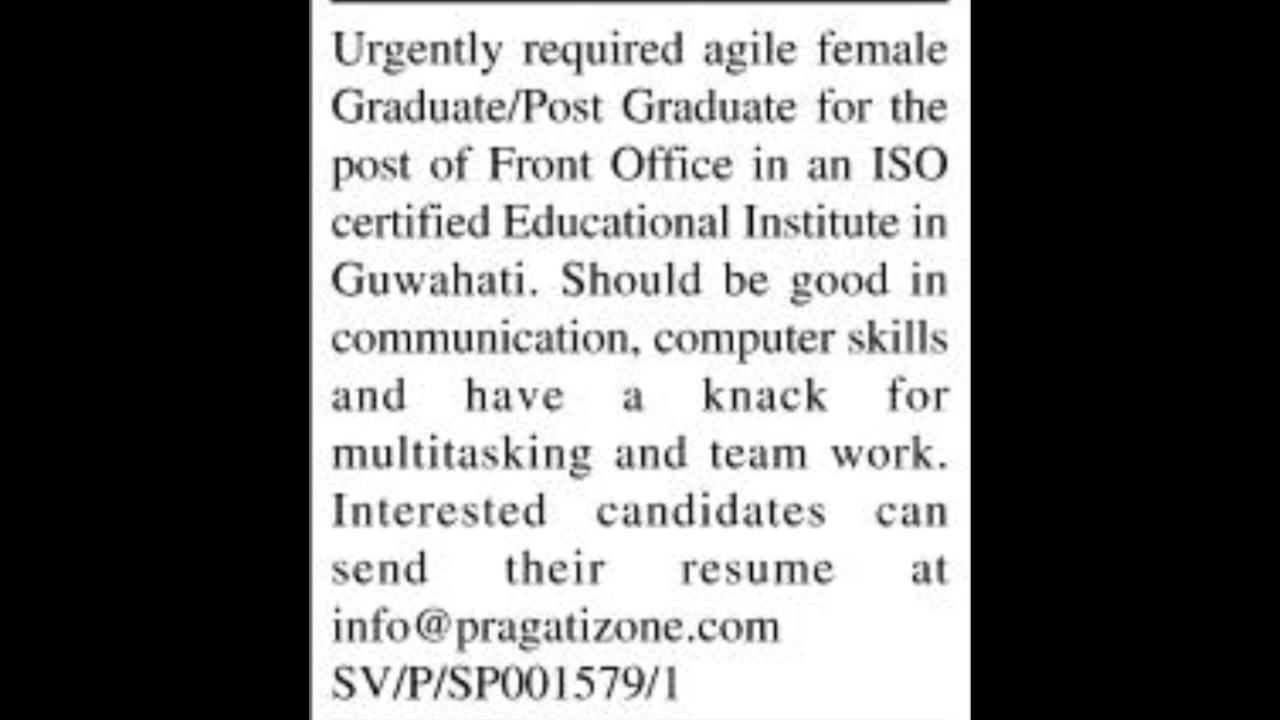 Urgently required agile female
Graduate/Post Graduate for the
post of Front Office in an ISO
certified Educational Institute in
Guwahati. Should be good in
communication, computer skills
and have a knack for
multitasking and team work.
Interested candidates can
send their resume at
info@pragatizone.com
SV/P/SP001579/1